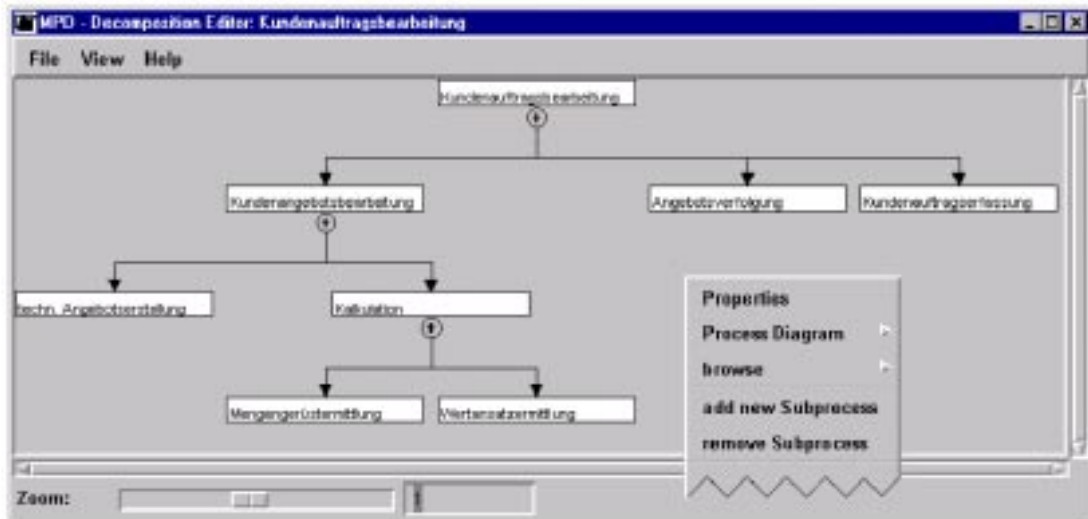 MPD - Decomposition Editor: Kundenauftragsbearbeitung
File View Help
Kundenauftragsbearbeitung
Kundenangebotsbearbeitung Angebotsverfolgung Kundenauftragserfassung
techn. Angebotserstellung Kalkulation
Mengengerüstermittlung Wertansatzermittlung
Properties
Process Diagram
browse
add new Subprocess
remove Subprocess
Zoom: